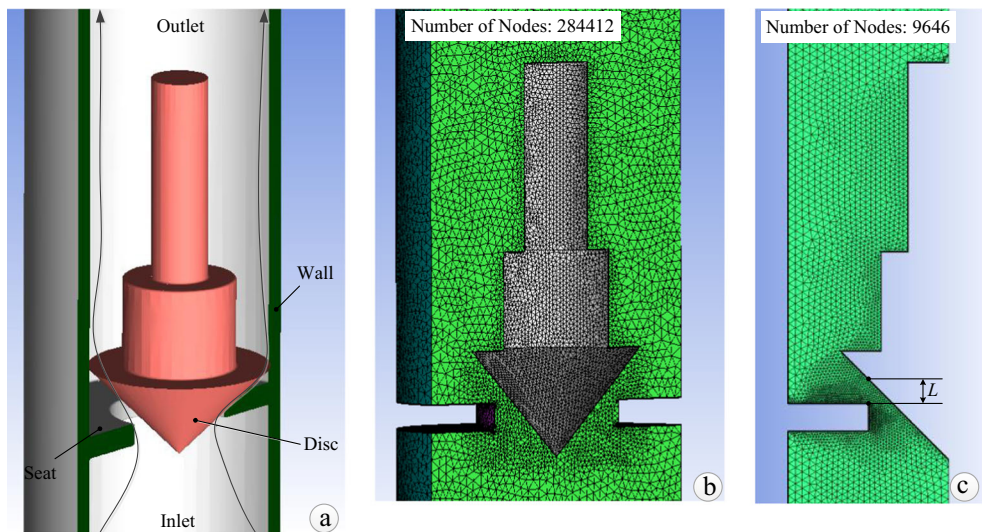 Outlet
Wall
Disc
Seat
Inlet
a
Number of Nodes: 284412
b
Number of Nodes: 9646
L
c